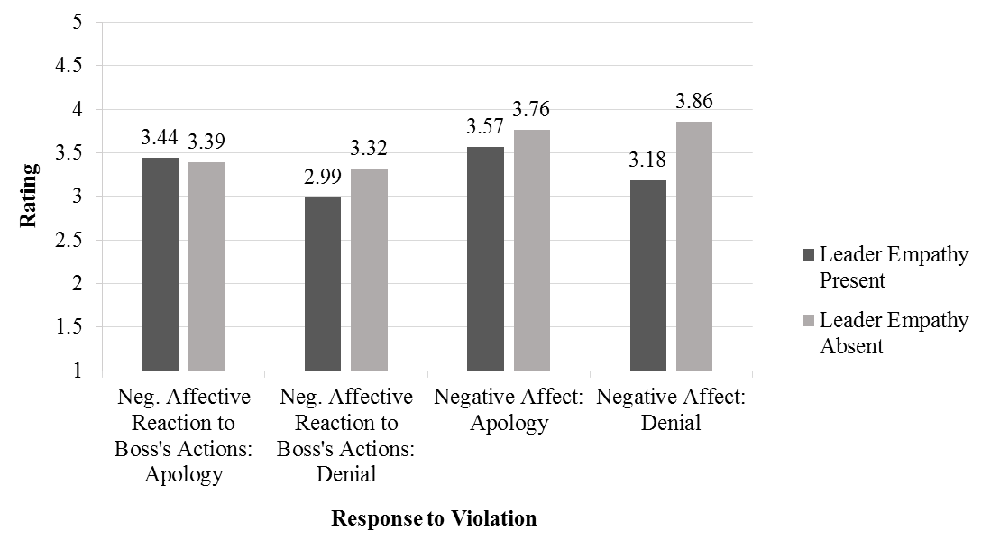 5
4.5
4
3.5
3
2.5
2
1.5
1
Rating
3.44
3.39
2.99
3.32
3.57
3.76
3.18
3.86
Neg. Affective
Reaction to
Boss's Actions:
Apology
Neg. Affective
Reaction to
Boss's Actions:
Denial
Negative Affect:
Apology
Negative Affect:
Denial
Response to Violation
Leader Empathy
Present
Leader Empathy
Absent